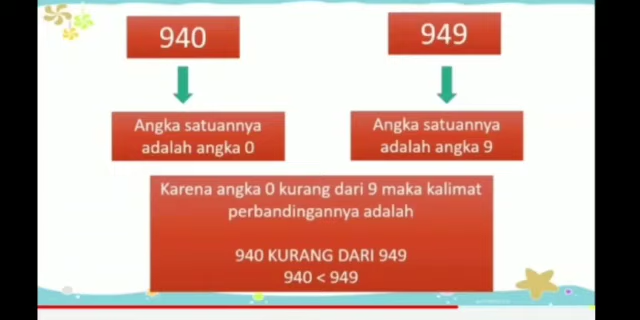 940
949
Angka satuannya
adalah angka 0
Angka satuannya
adalah angka 9
Karena angka 0 kurang dari 9 maka kalimat
perbandingannya adalah
940 KURANG DARI 949
940 < 949